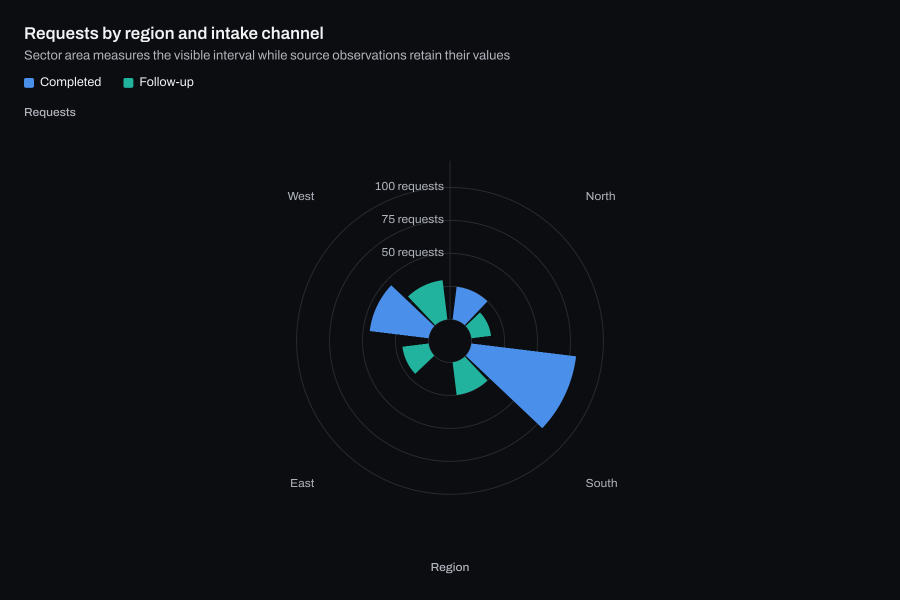 Requests by region and intake channel
Sector area measures the visible interval while source observations retain their values
Completed Follow-up
Requests
100 requests
West North
75 requests
50 requests
East South
Region